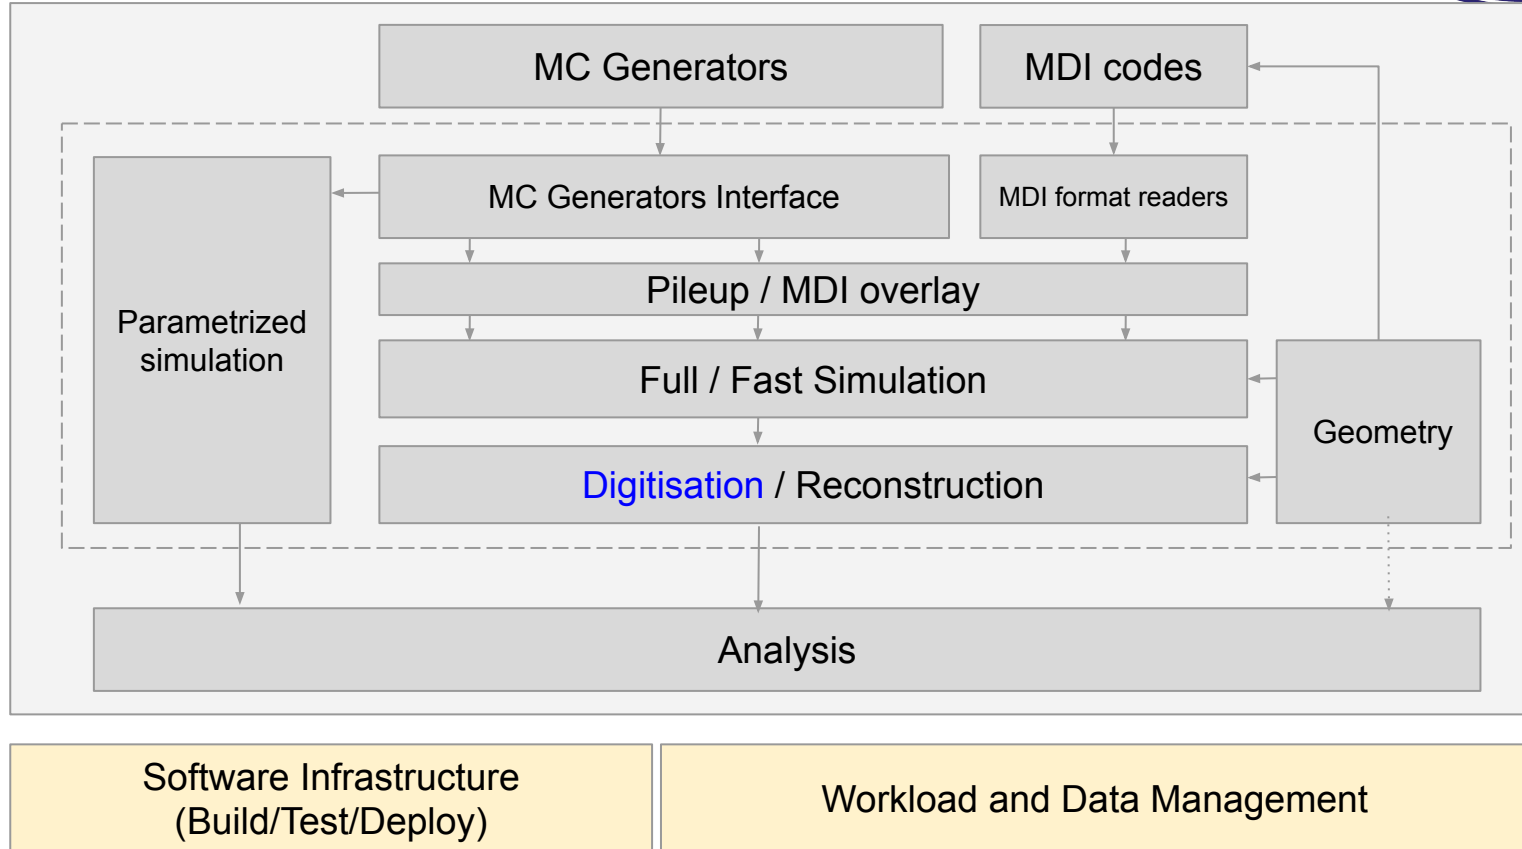 MC Generators
MDI codes
MC Generators Interface
MDI format readers
Pileup / MDI overlay
Parametrized
simulation
Full / Fast Simulation
Geometry
Digitisation / Reconstruction
Analysis
Software Infrastructure
(Build/Test/Deploy)
Workload and Data Management